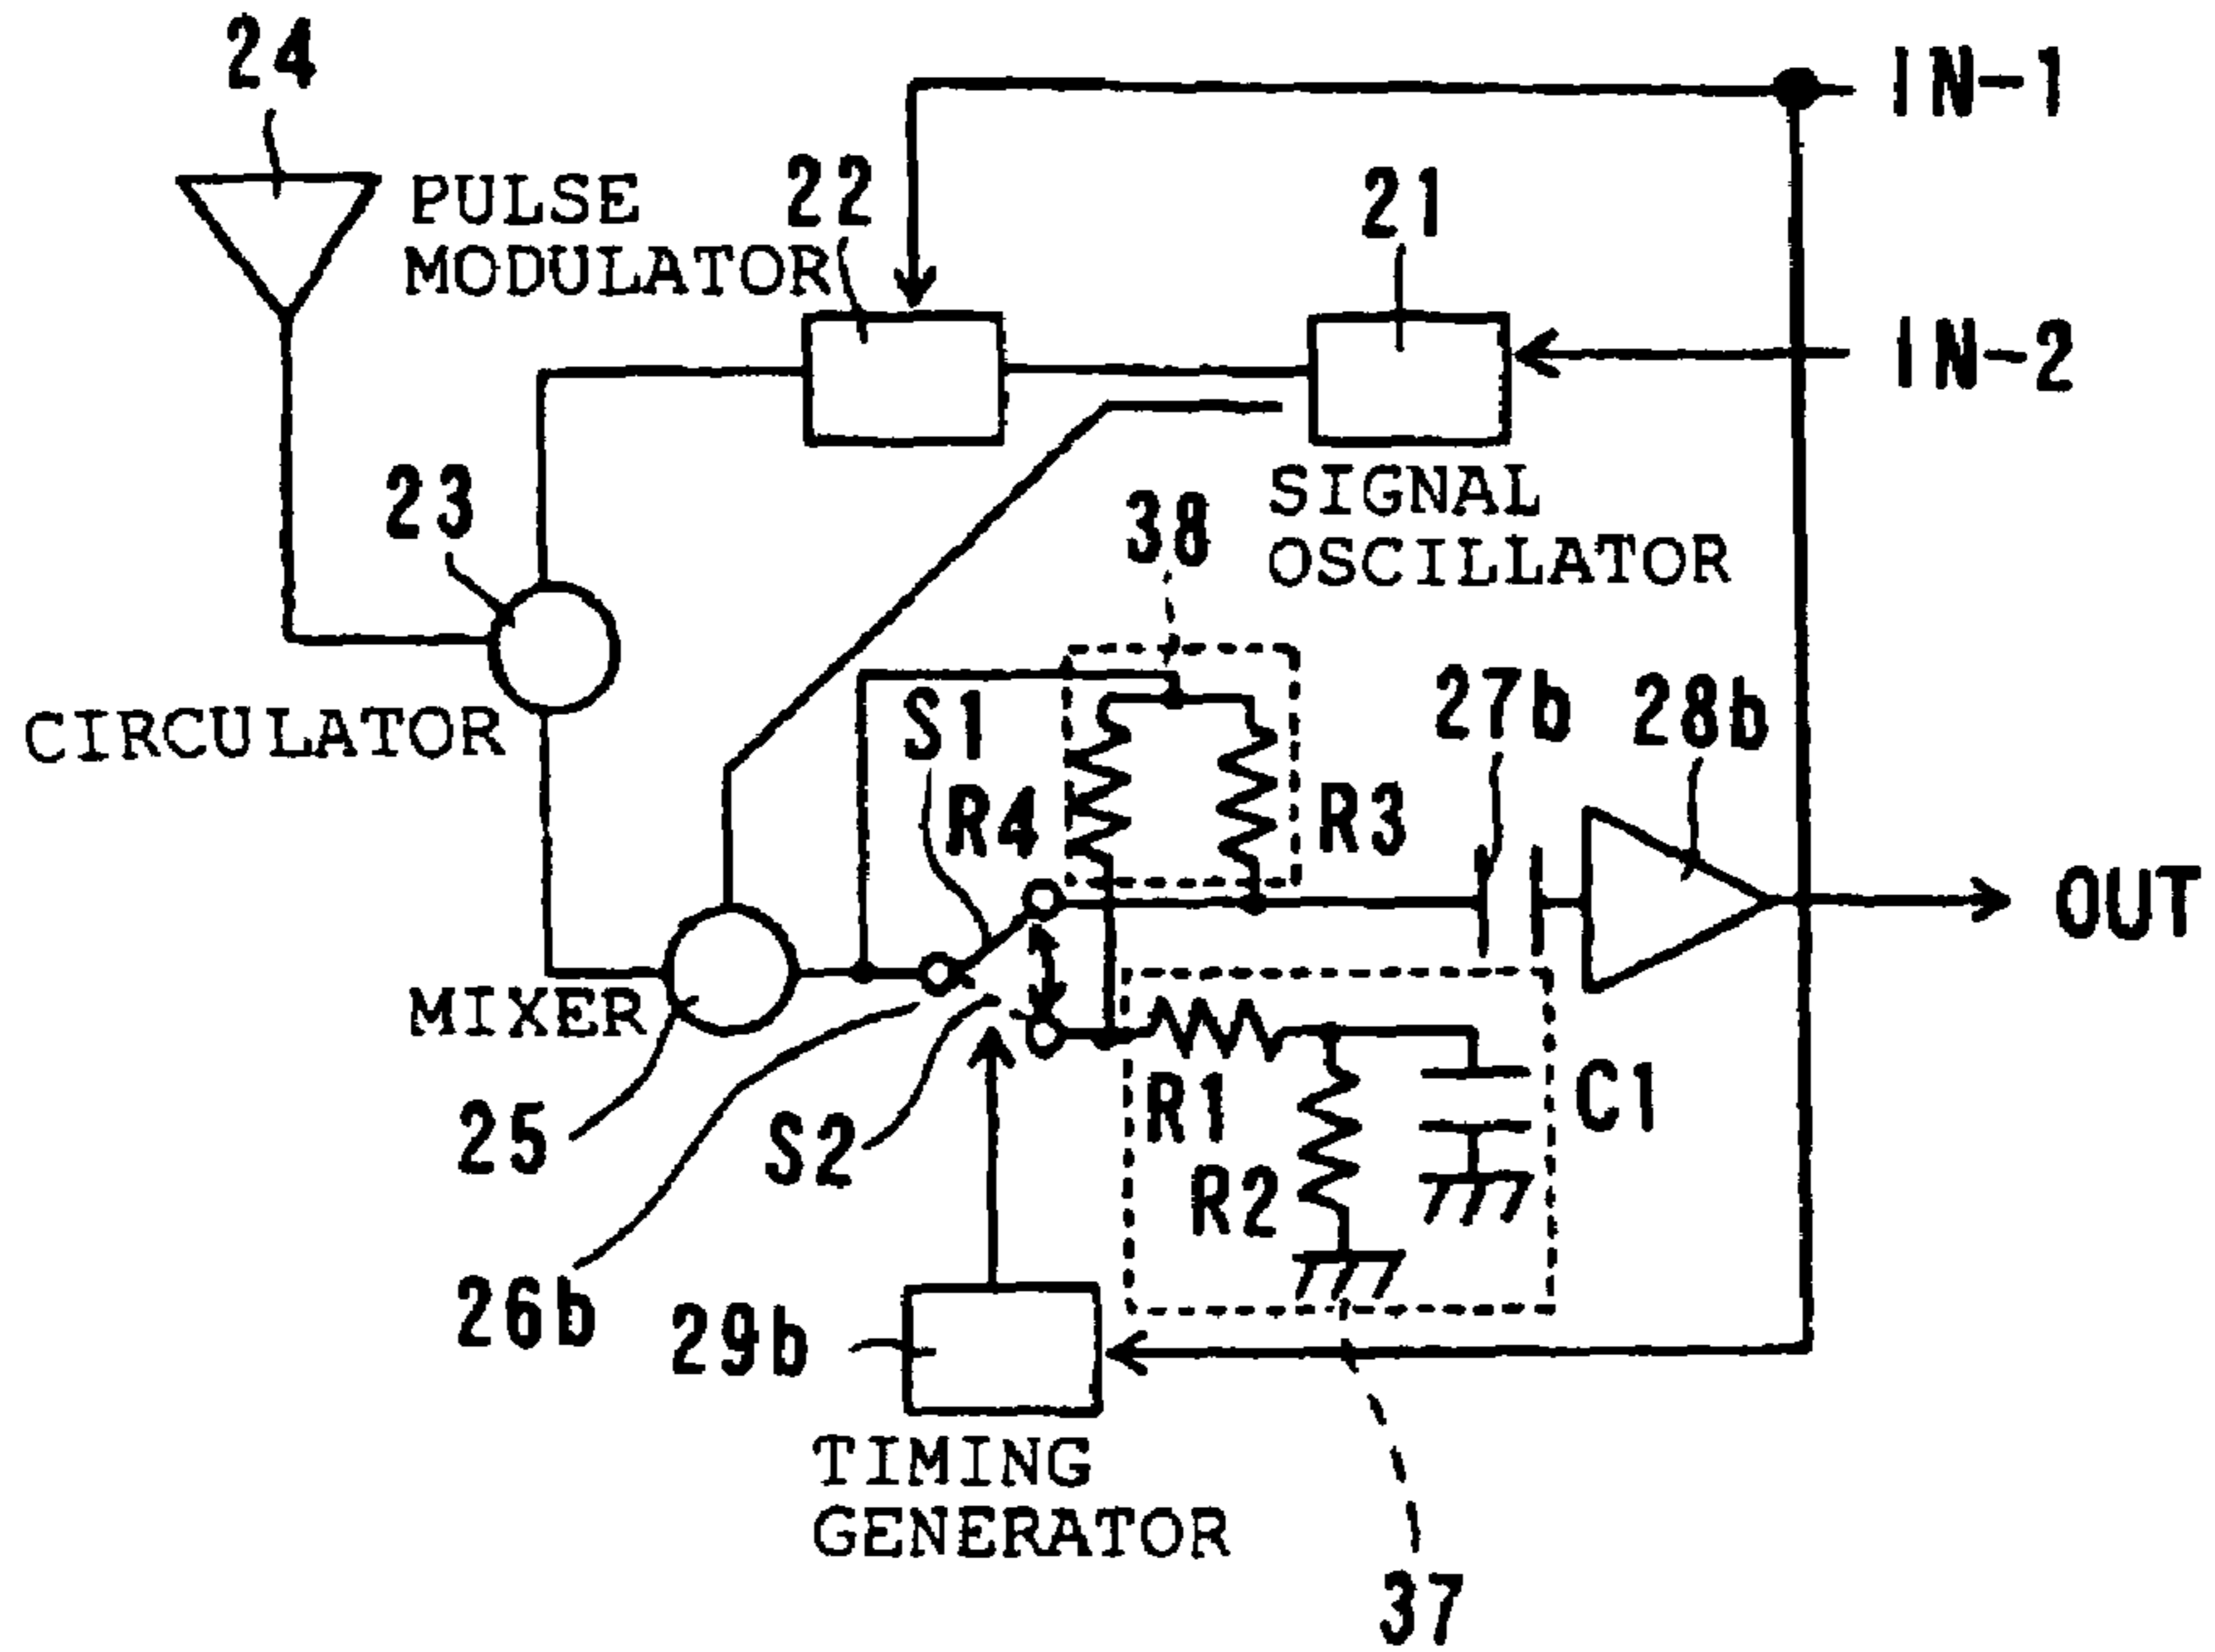 24
IN-1
PULSE
MODULATOR
22
21
IN-2
23
SIGNAL
OSCILLATOR
38
CIRCULATOR
S1
R4
R3
27b
28b
OUT
MIXER
25
S2
R1
R2
C1
26b
29b
TIMING
GENERATOR
37